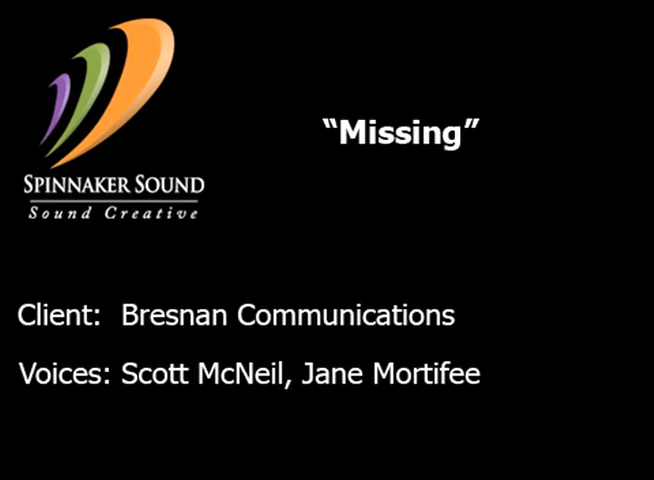 “Missing”
SPINNAKER SOUND
Sound Creative
Client: Bresnan Communications
Voices: Scott McNeil, Jane Mortifee